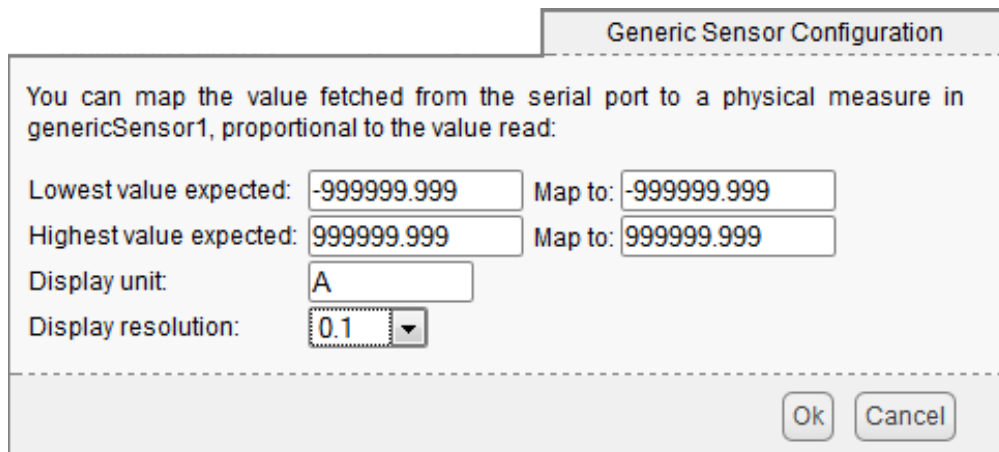 Generic Sensor Configuration
You can map the value fetched from the serial port to a physical measure in
genericSensor1, proportional to the value read:
Lowest value expected: -999999.999 Map to: -999999.999
Highest value expected: 999999.999 Map to: 999999.999
Display unit: A
Display resolution: 0.1
Ok Cancel